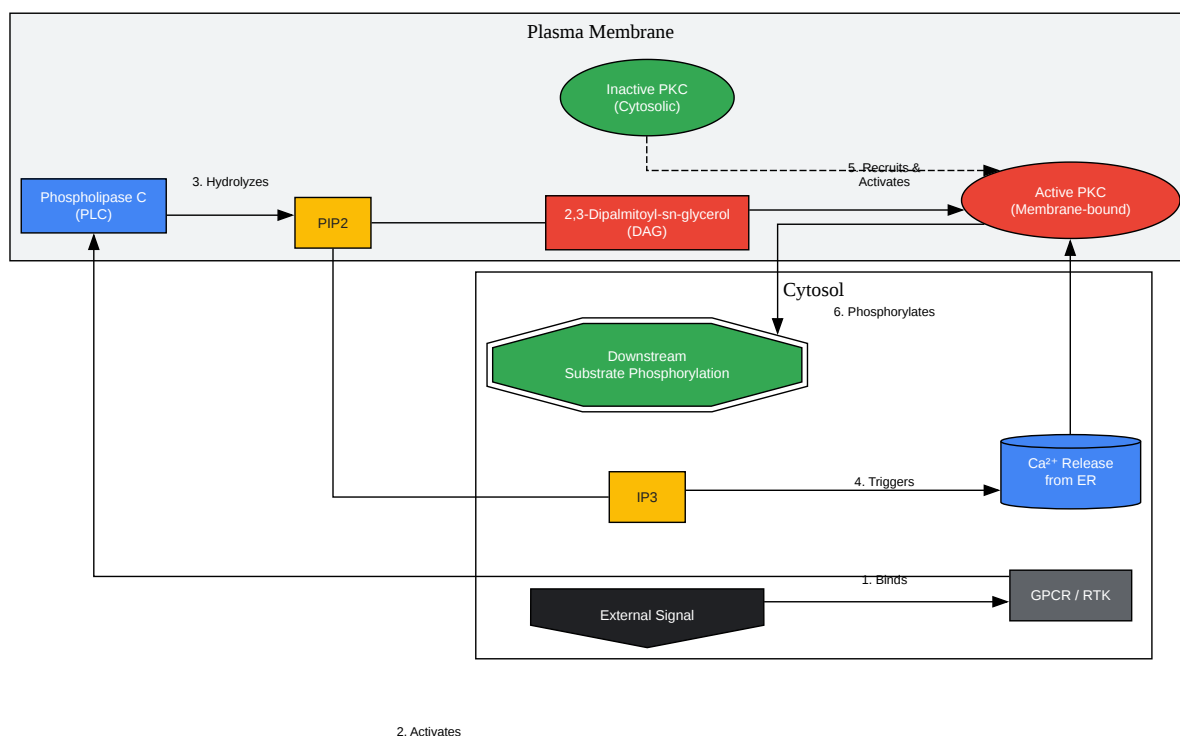 Plasma Membrane
Inactive PKC
(Cytosolic)
5. Recruits &
Activates
3. Hydrolyzes
Phospholipase C
(PLC)
PIP2
2,3-Dipalmitoyl-sn-glycerol
(DAG)
Active PKC
(Membrane-bound)
Cytosol
6. Phosphorylates
Downstream
Substrate Phosphorylation
Ca²⁺ Release
from ER
4. Triggers
IP3
1. Binds
GPCR / RTK
External Signal
2. Activates